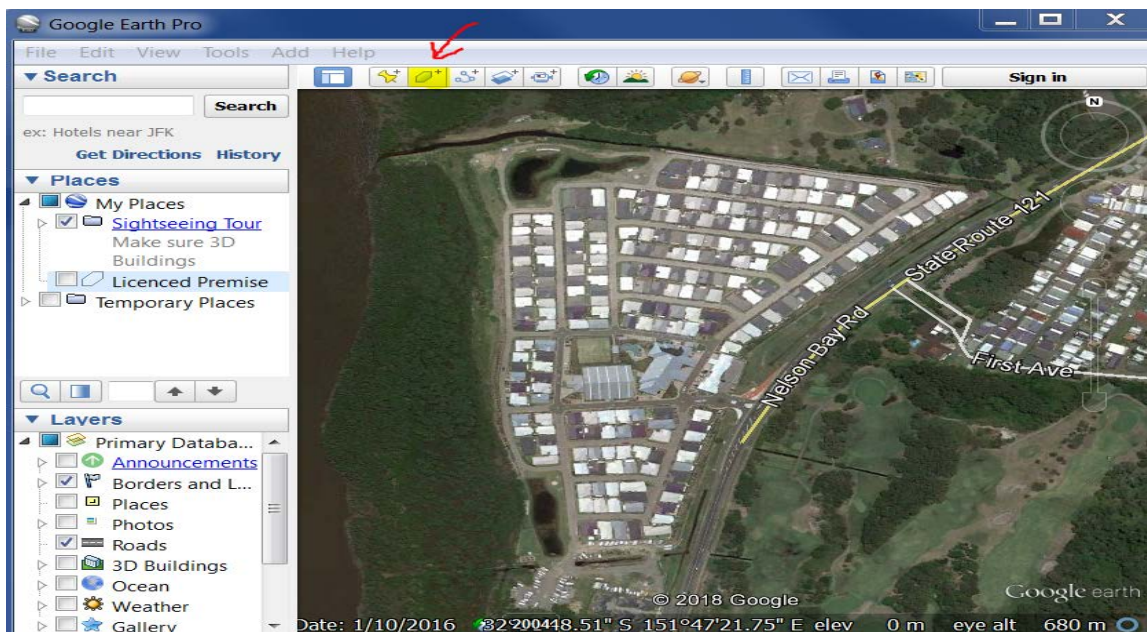 Google Earth Pro
File Edit View Tools Add Help
Search
Search
ex: Hotels near JFK
Get Directions History
Places
My Places
Sightseeing Tour
Make sure 3D
Buildings
Licenced Premise
Temporary Places
Layers
Primary Databa...
Announcements
Borders and L...
Places
Photos
Roads
3D Buildings
Ocean
Weather
Gallery
Sign in
N
State Route 121
Nelson Bay Rd
First Ave
© 2018 Google
Google earth
Date: 1/10/2016 2004 48.51" S 151°47'21.75" E elev 0 m eye alt 680 m